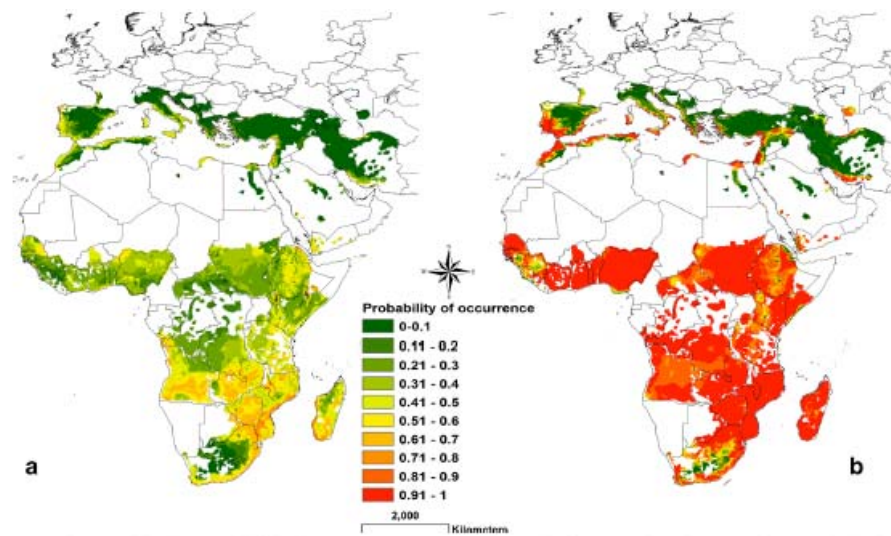 Probability of occurrence
0-0.1
0.11 - 0.2
0.21 - 0.3
0.31 - 0.4
0.41 - 0.5
0.51 - 0.6
0.61 - 0.7
0.71 - 0.8
0.81 - 0.9
0.91 - 1
a
b
2,000
Kilometers